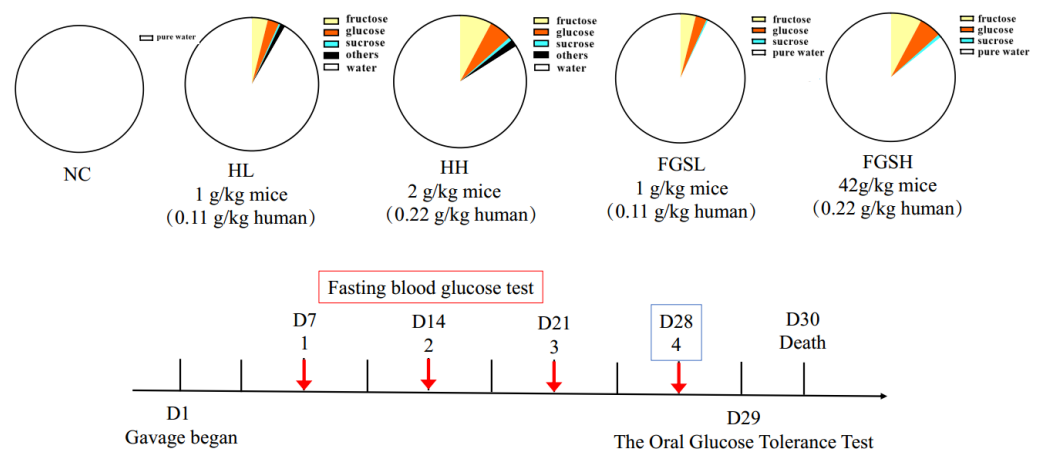 pure water
NC
fructose
glucose
sucrose
others
water
HL
1 g/kg mice
(0.11 g/kg human)
fructose
glucose
sucrose
others
water
HH
2 g/kg mice
(0.22 g/kg human)
fructose
glucose
sucrose
pure water
FGSL
1 g/kg mice
(0.11 g/kg human)
fructose
glucose
sucrose
pure water
FGSH
42g/kg mice
(0.22 g/kg human)
Fasting blood glucose test
D7
1
D14
2
D21
3
D28
4
D30
Death
D1
Gavage began
D29
The Oral Glucose Tolerance Test